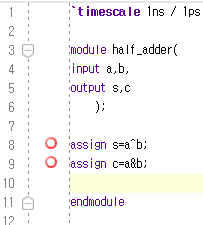 1 `timescale 1ns / 1ps
2
3 module half_adder(
4 input a,b,
5 output s,c
6 );
7
8 assign s=a^b;
9 assign c=a&b;
10
11 endmodule